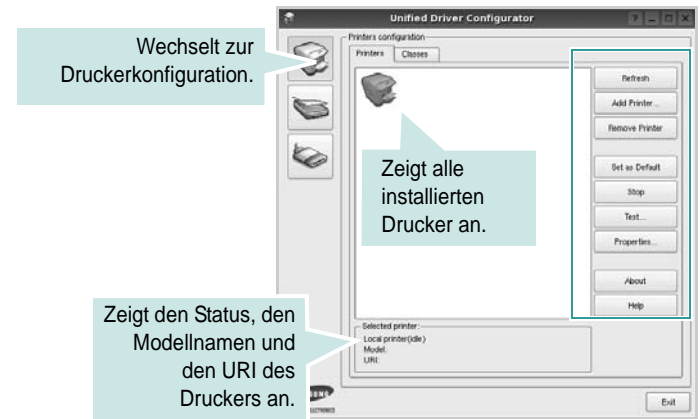 Unified Driver Configurator
Wechselt zur
Druckerkonfiguration.
Printers configuration
Printers Classes
Refresh
Add Printer...
Remove Printer
Set as Default
Stop
Test...
Properties...
About
Help
Zeigt alle
installierten
Drucker an.
Zeigt den Status, den
Modellnamen und
den URI des
Druckers an.
Selected printer:
Local printer(idle)
Model:
URI:
Exit